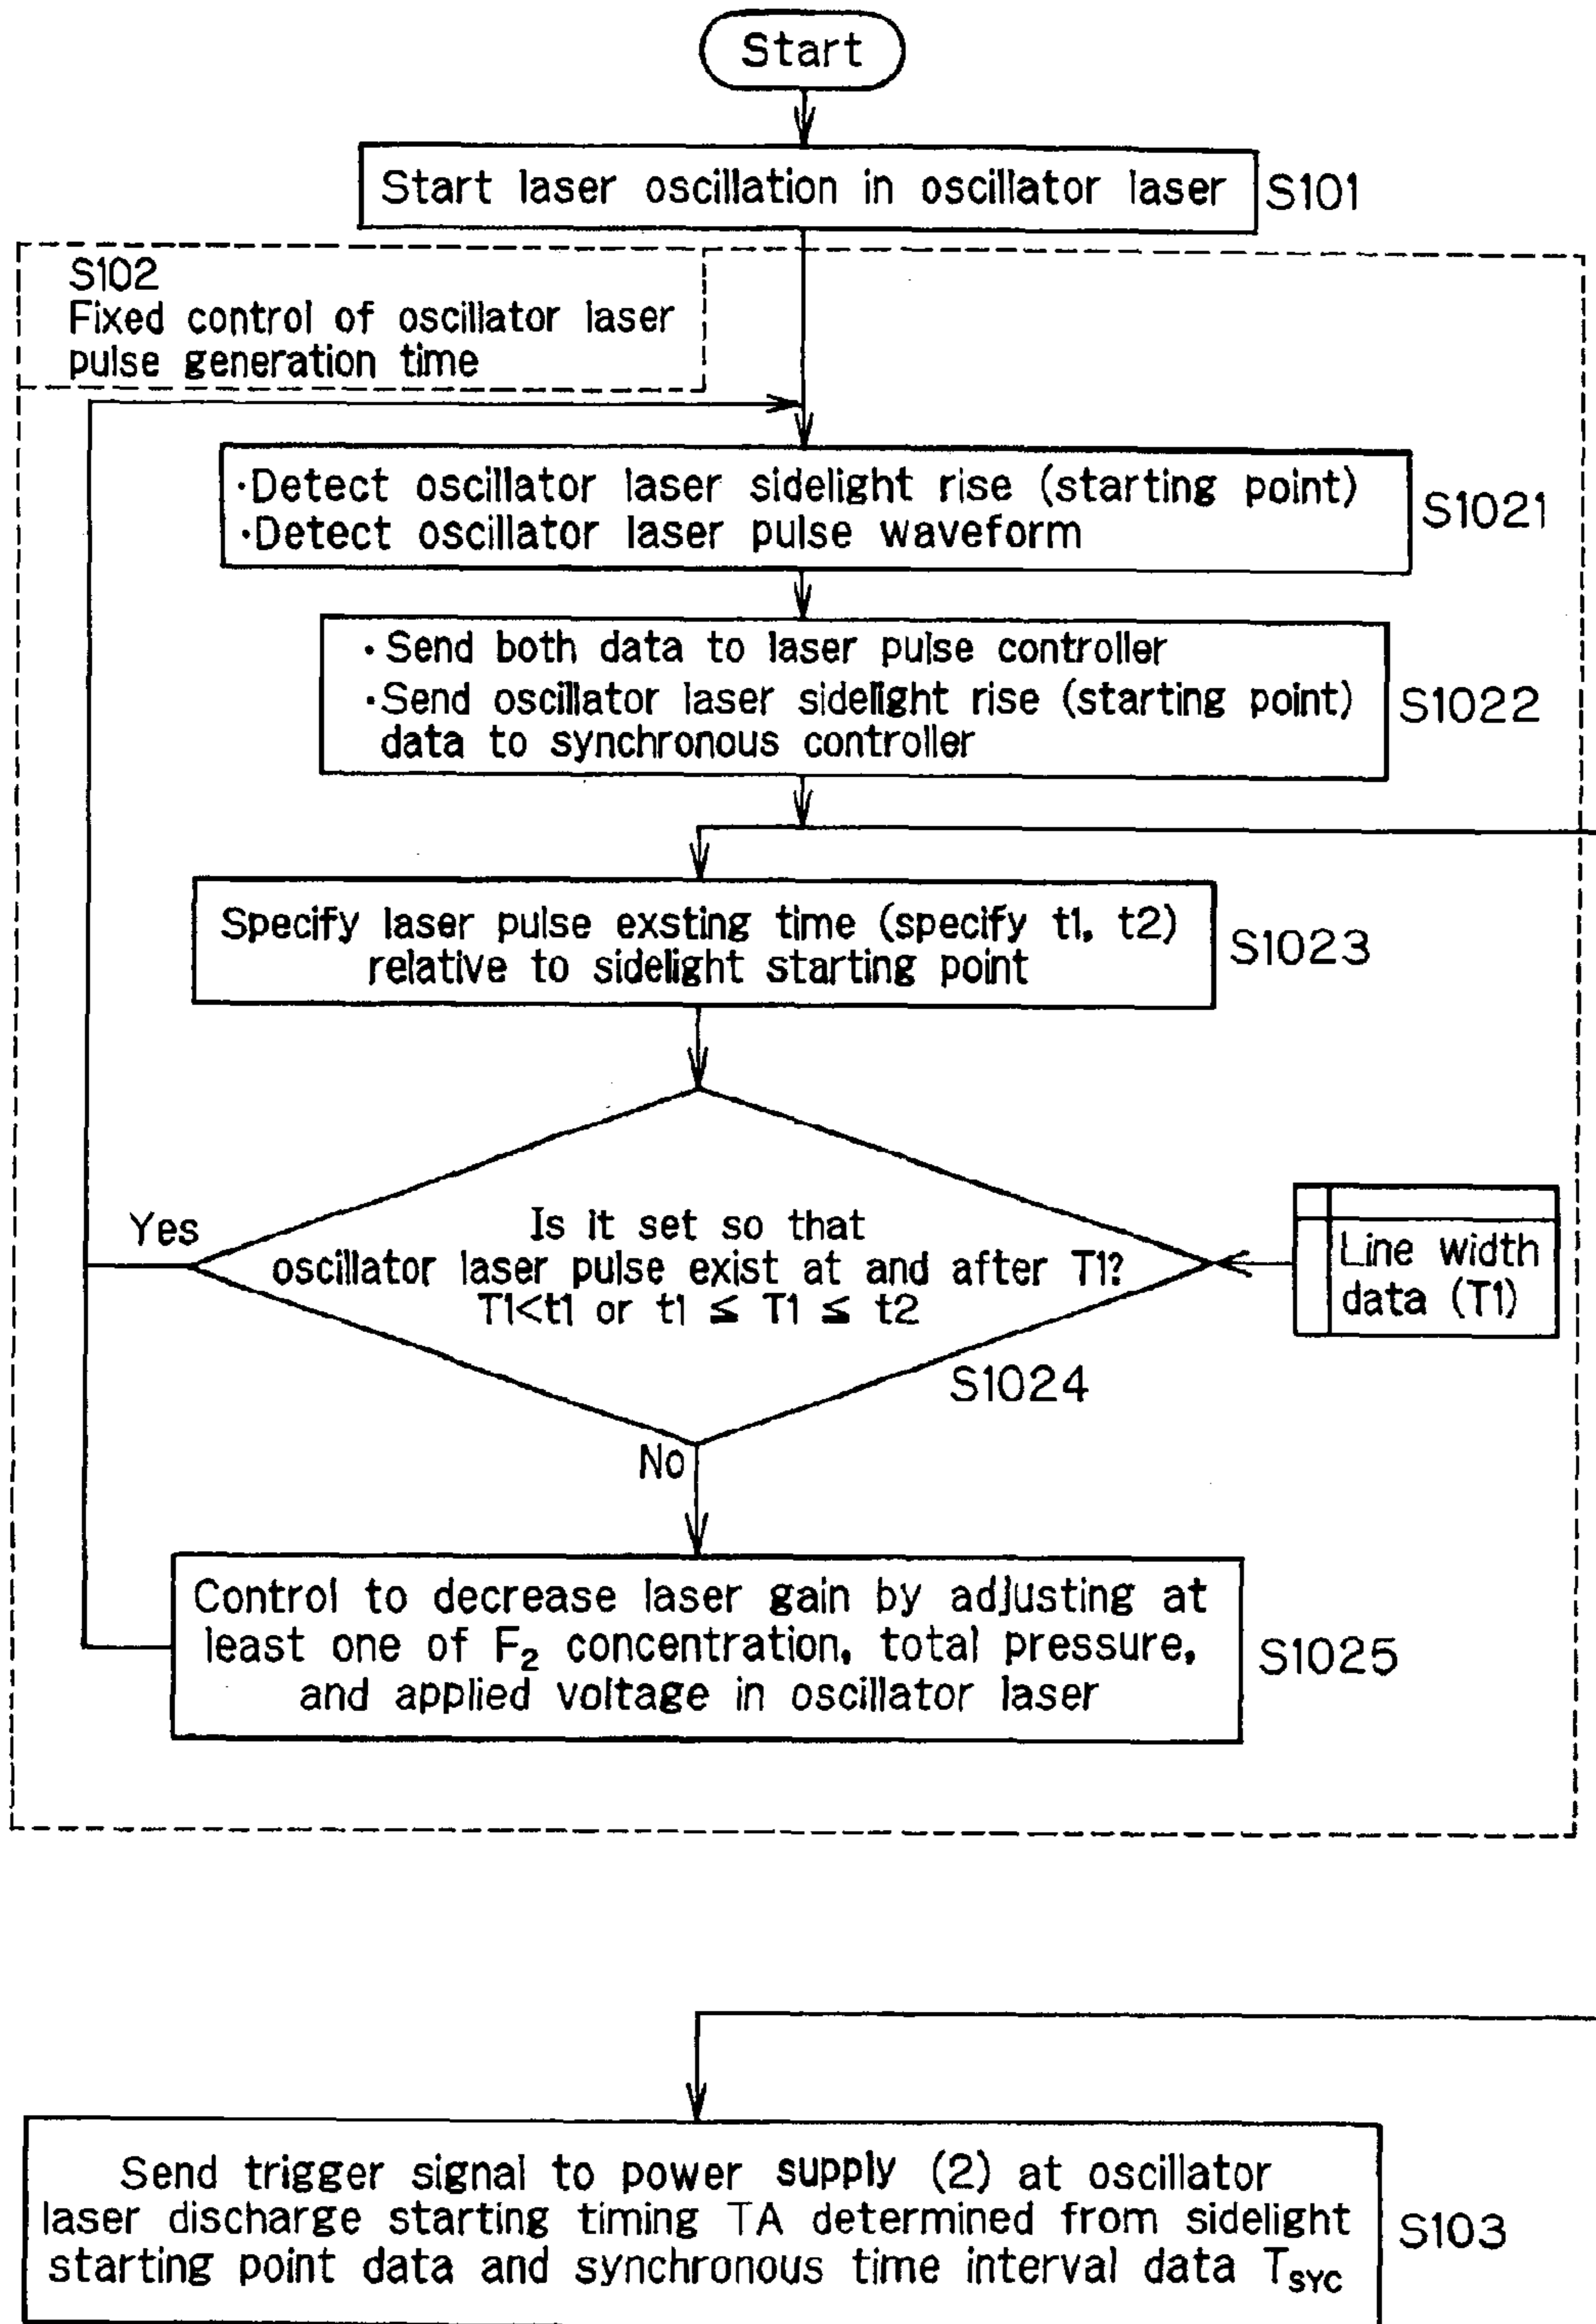 Start
Start laser oscillation in oscillator laser
S101
S102
Fixed control of oscillator laser
pulse generation time
·Detect oscillator laser sidelight rise (starting point)
·Detect oscillator laser pulse waveform
S1021
·Send both data to laser pulse controller
·Send oscillator laser sidelight rise (starting point)
data to synchronous controller
S1022
Specify laser pulse exsting time (specify t1, t2)
relative to sidelight starting point
S1023
Yes
Is it set so that
oscillator laser pulse exist at and after T1?
T1<t1 or t1 ≦ T1 ≦ t2
S1024
Line width
data (T1)
No
Control to decrease laser gain by adjusting at
least one of F₂ concentration, total pressure,
and applied voltage in oscillator laser
S1025
Send trigger signal to power supply (2) at oscillator
laser discharge starting timing TA determined from sidelight
starting point data and synchronous time interval data TSYC
S103